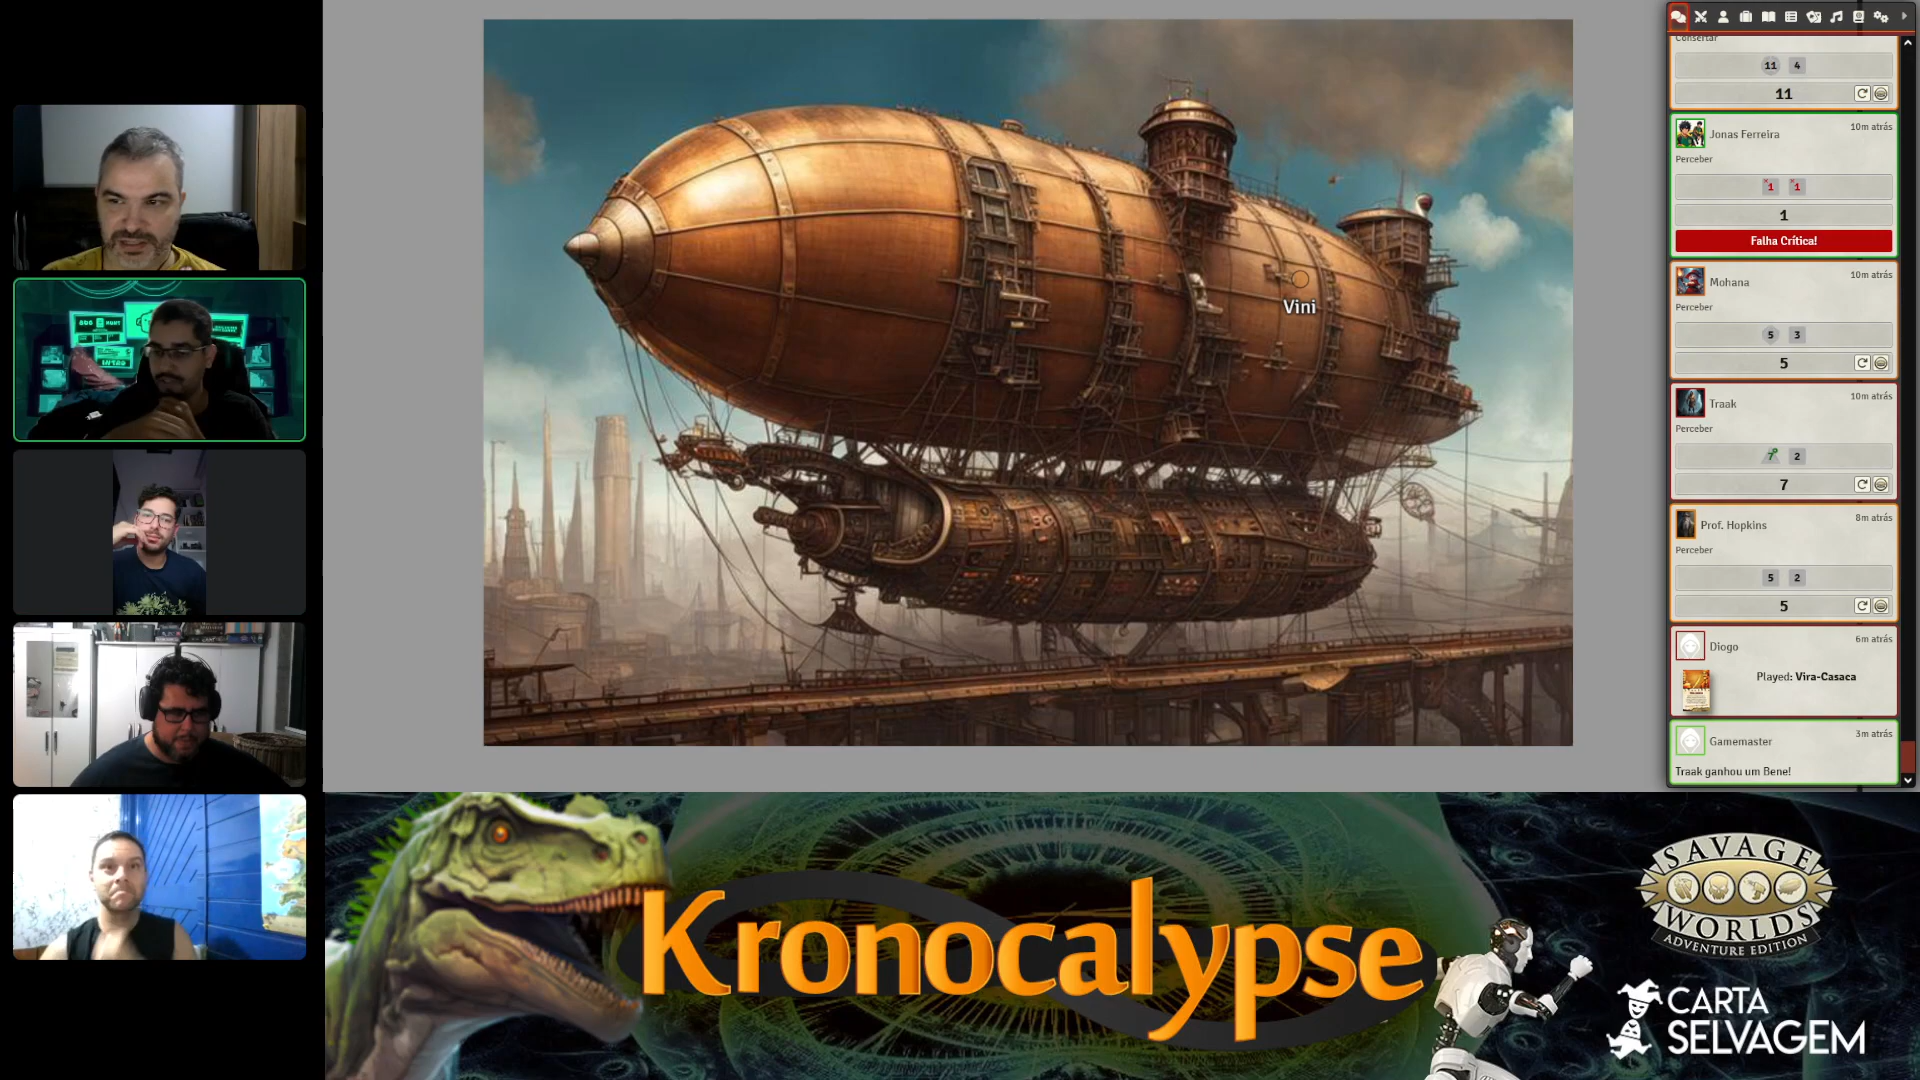 Vini
Consertar
11 4
11
Jonas Ferreira
10m atrás
Perceber
1 1
1
Falha Crítica!
Mohana
10m atrás
Perceber
5 3
5
Traak
10m atrás
Perceber
7 2
7
Prof. Hopkins
8m atrás
Perceber
5 2
5
Diogo
6m atrás
Played: Vira-Casaca
Gamemaster
3m atrás
Traak ganhou um Bene!
Kronocalypse
SAVAGE
WORLDS
ADVENTURE EDITION
CARTA
SELVAGEM